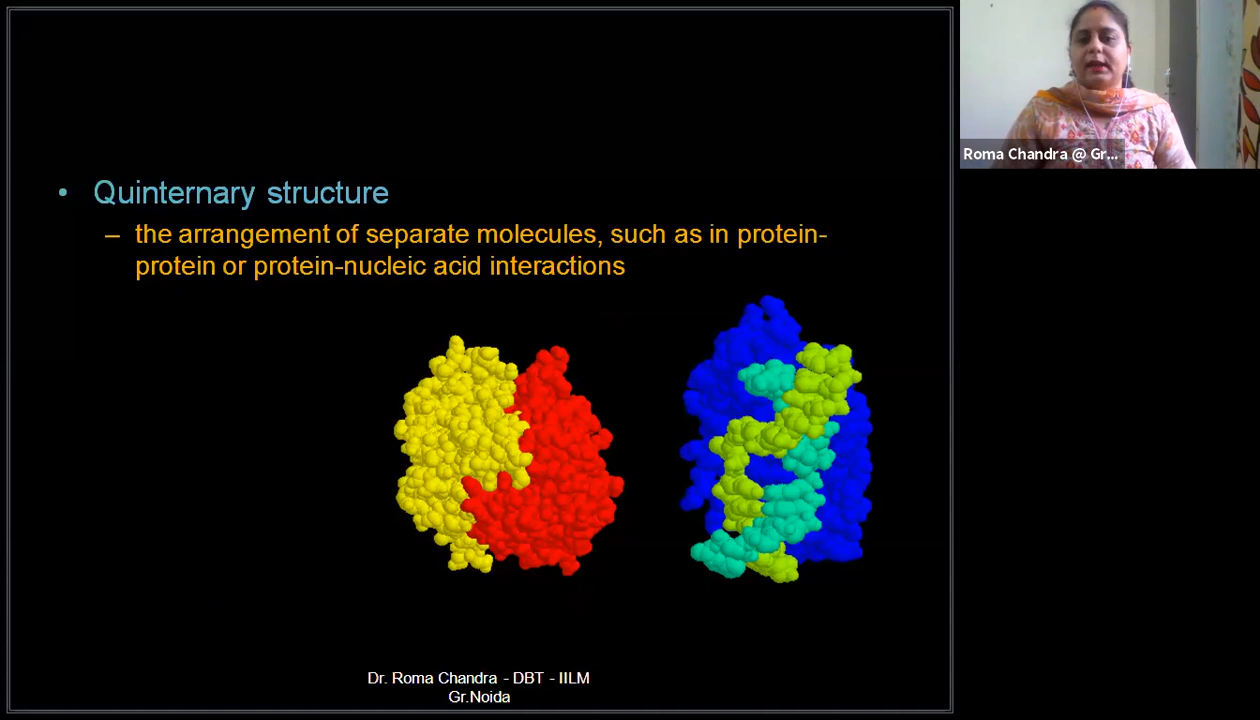 • Quinternary structure
– the arrangement of separate molecules, such as in protein-
protein or protein-nucleic acid interactions
Dr. Roma Chandra - DBT - IILM
Gr.Noida
Roma Chandra @ Gr...